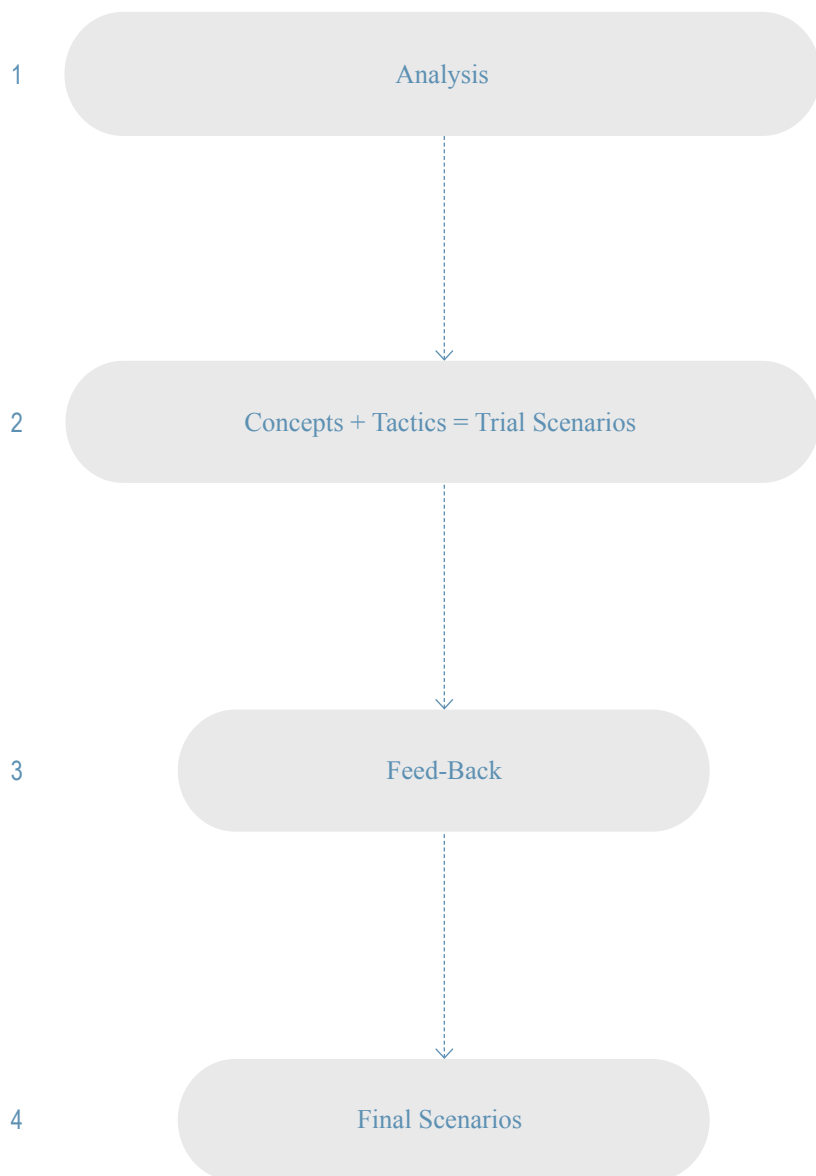 1 Analysis
2 Concepts + Tactics = Trial Scenarios
3 Feed-Back
4 Final Scenarios